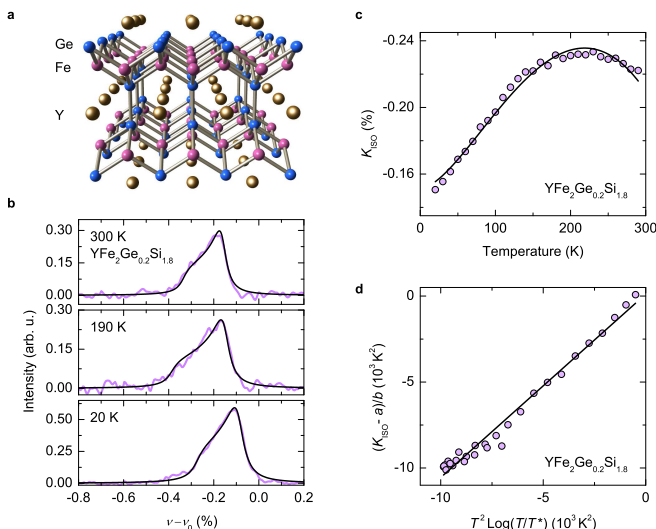 a
Ge
Fe
Y
b
300 K
YFe₂Ge₀.₂Si₁.₈
190 K
20 K
0.30
0.15
0.00
0.30
0.15
0.00
0.50
0.25
0.00
Intensity (arb. u.)
-0.8 -0.6 -0.4 -0.2 0.0 0.2
ν−ν₀ (%)
c
-0.24
-0.20
-0.16
K_ISO (%)
YFe₂Ge₀.₂Si₁.₈
0 100 200 300
Temperature (K)
d
0
-5
-10
(K_ISO- a)/b (10³ K²)
YFe₂Ge₀.₂Si₁.₈
-10 -5 0
T² Log(T/T*) (10³ K²)